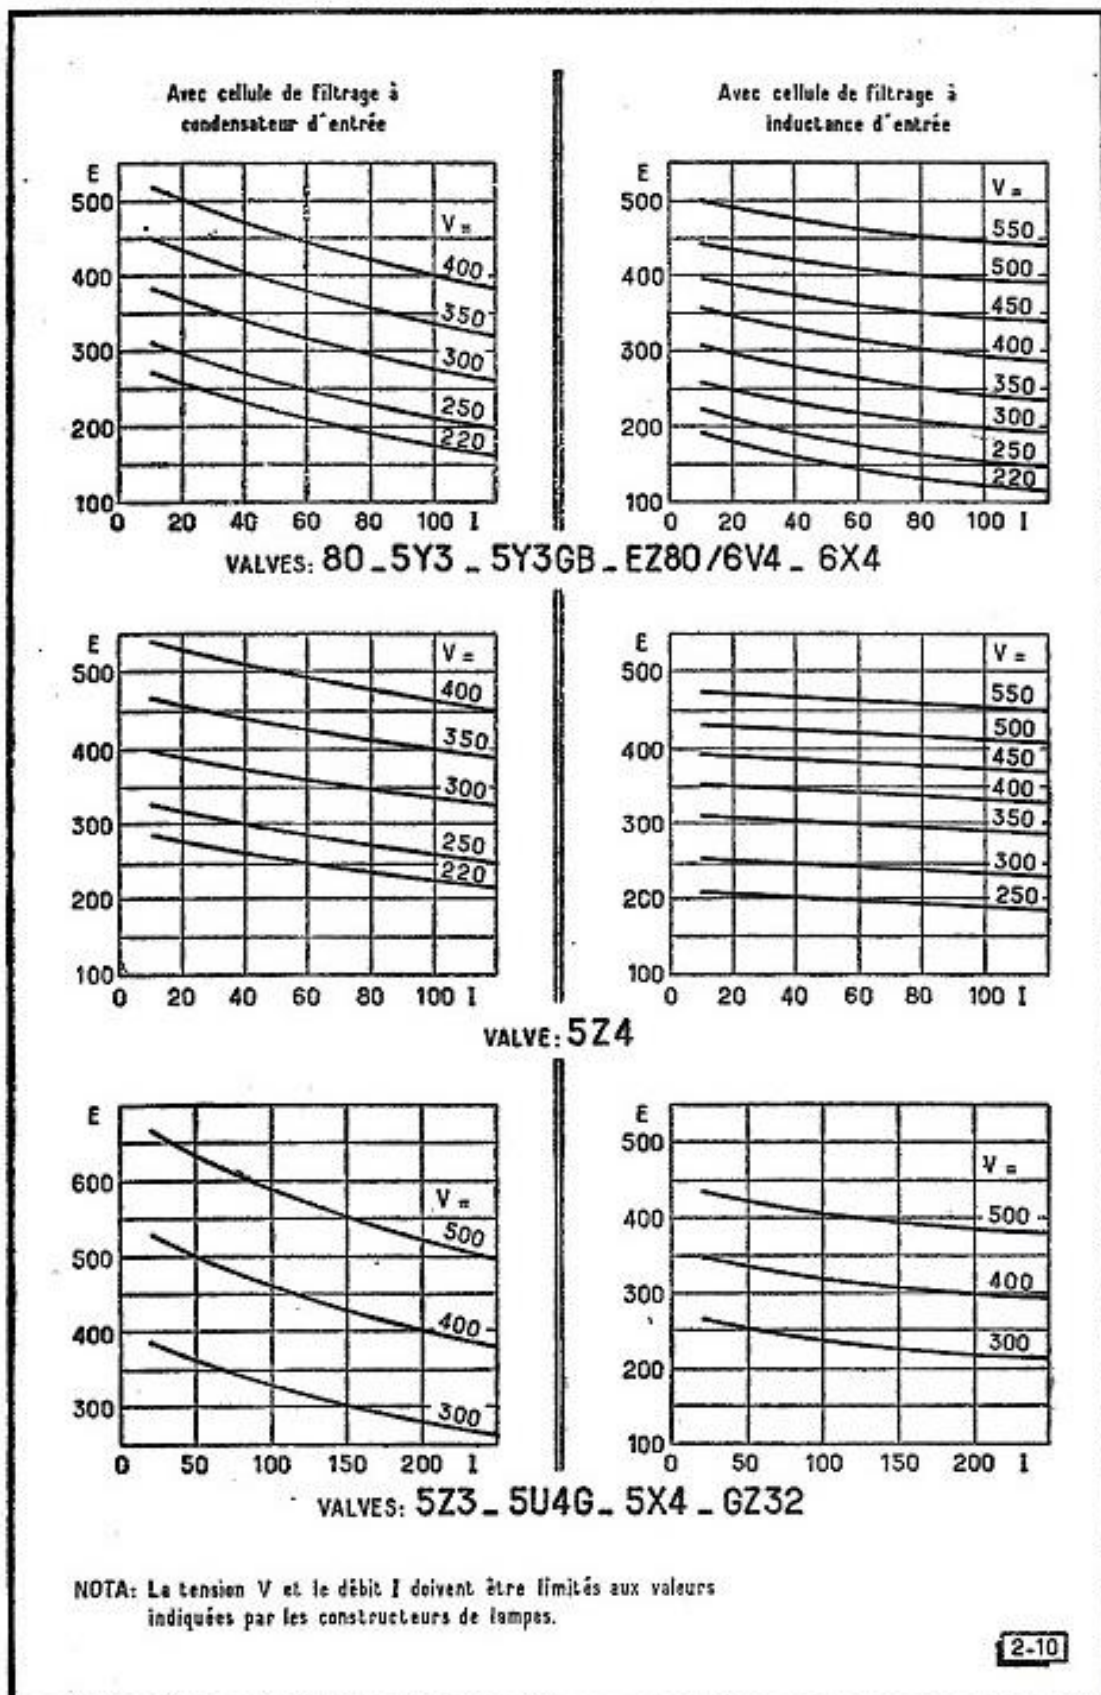 Avec cellule de filtrage à
condensateur d'entrée
Avec cellule de filtrage à
inductance d'entrée
E
500
400
300
200
100
0 20 40 60 80 100 I
V =
400
350
300
250
220
E
500
400
300
200
100
0 20 40 60 80 100 I
V =
550
500
450
400
350
300
250
220
VALVES: 80_5Y3_5Y3GB_EZ80/6V4_6X4
E
500
400
300
200
100
0 20 40 60 80 100 I
V =
400
350
300
250
220
E
500
400
300
200
100
0 20 40 60 80 100 I
V =
550
500
450
400
350
300
250
VALVE: 5Z4
E
600
500
400
300
0 50 100 150 200 I
V =
500
400
300
E
500
400
300
200
100
0 50 100 150 200 I
V =
500
400
300
VALVES: 5Z3_5U4G_5X4_GZ32
NOTA: La tension V et le débit I doivent être limités aux valeurs
indiquées par les constructeurs de lampes.
2-10